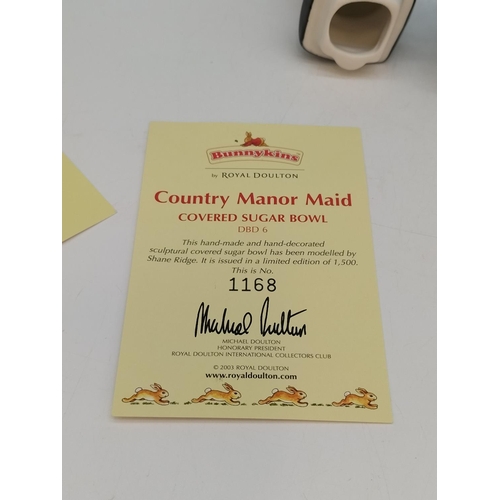 Bunnykins
by ROYAL DOULTON
Country Manor Maid
COVERED SUGAR BOWL
DBD 6
This hand-made and hand-decorated
sculptural covered sugar bowl has been modelled by
Shane Ridge. It is issued in a limited edition of 1,500.
This is No.
1168
Michael Doulton
MICHAEL DOULTON
HONORARY PRESIDENT
ROYAL DOULTON INTERNATIONAL COLLECTORS CLUB
© 2003 ROYAL DOULTON
www.royaldoulton.com